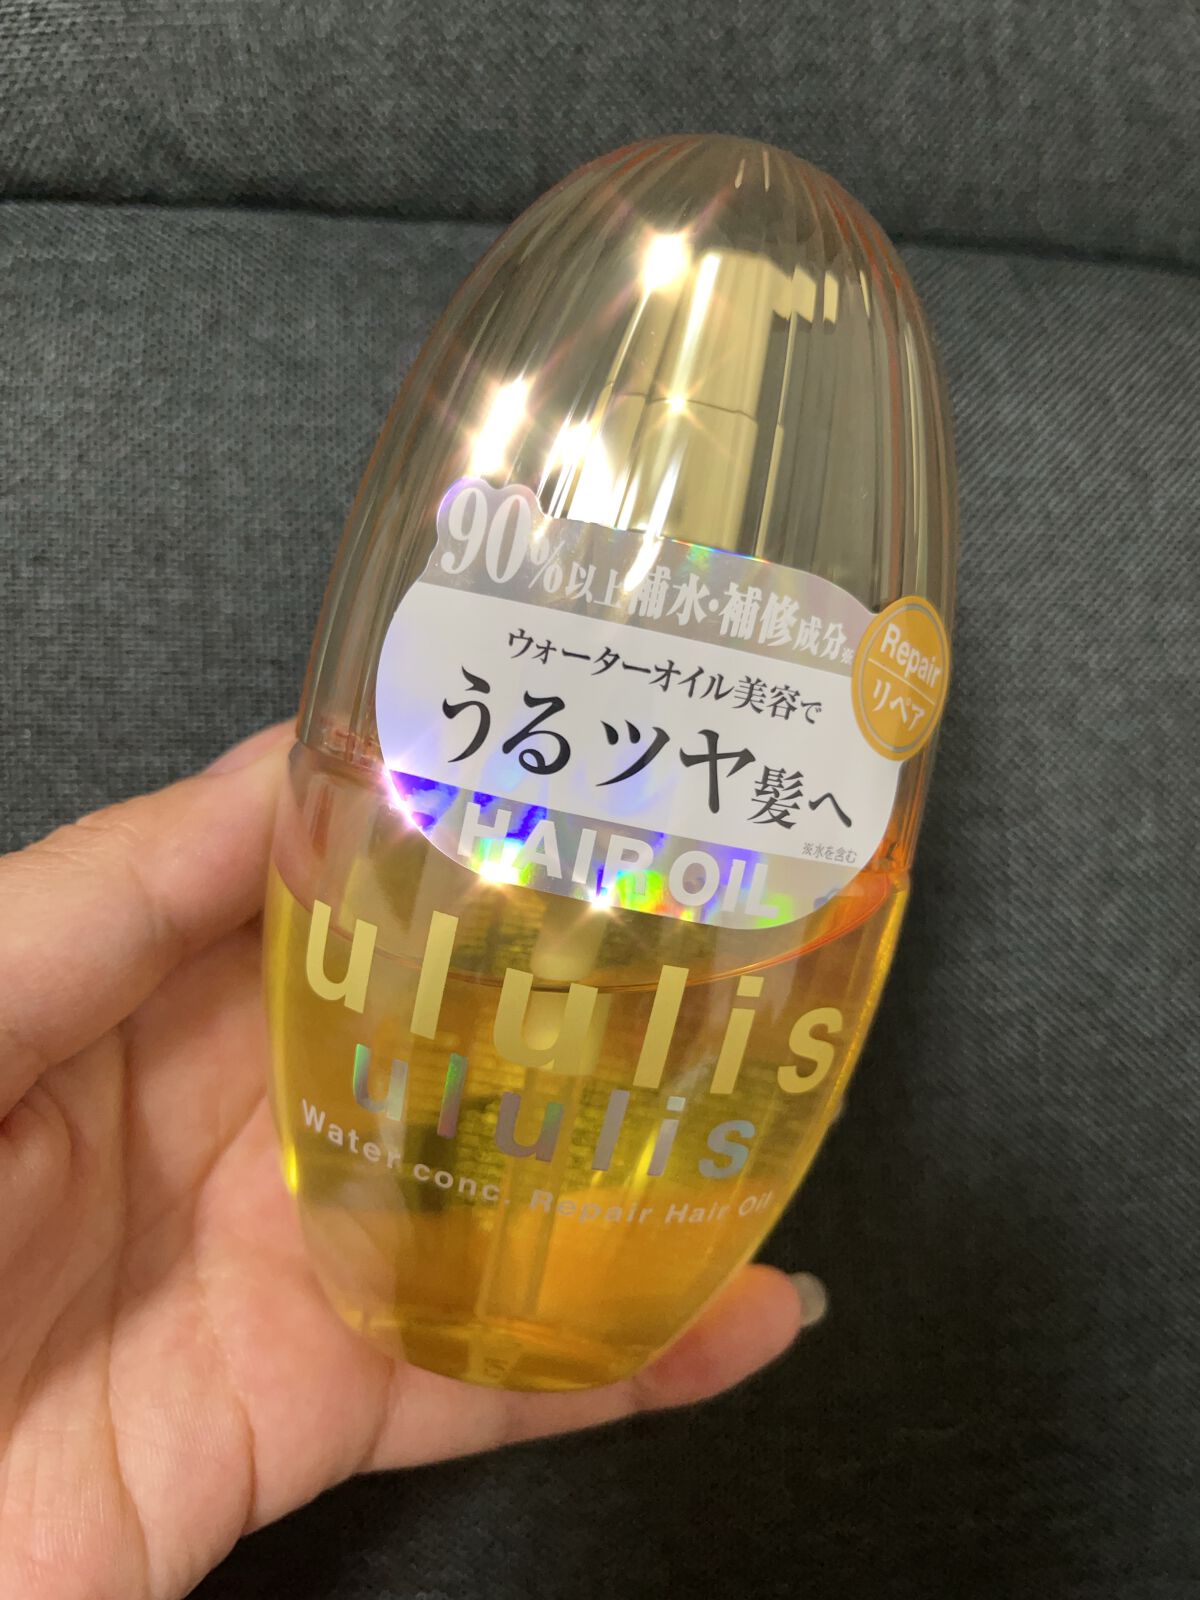 90%以上補水・補修成分※
Repair
リペア
ウォーターオイル美容で
うるツヤ髪へ
※水を含む
HAIR OIL
ululis
ululis
Water conc. Repair Hair Oil